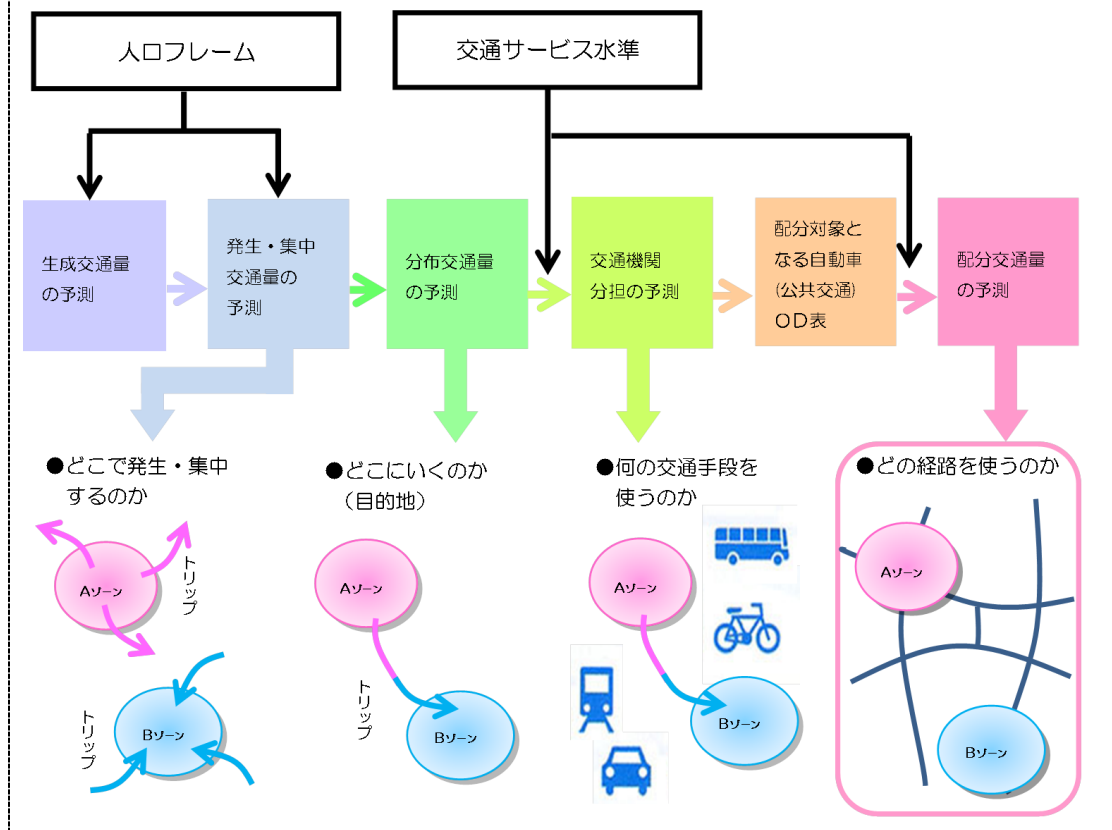 人口フレーム
交通サービス水準
生成交通量
の予測
発生・集中
交通量の
予測
分布交通量
の予測
交通機関
分担の予測
配分対象と
なる自動車
(公共交通)
OD表
配分交通量
の予測
●どこで発生・集中
するのか
●どこにいくのか
(目的地)
●何の交通手段を
使うのか
●どの経路を使うのか
Aゾーン
トリップ
Bゾーン
トリップ
Aゾーン
トリップ
Bゾーン
Aゾーン
Bゾーン
Aゾーン
Bゾーン